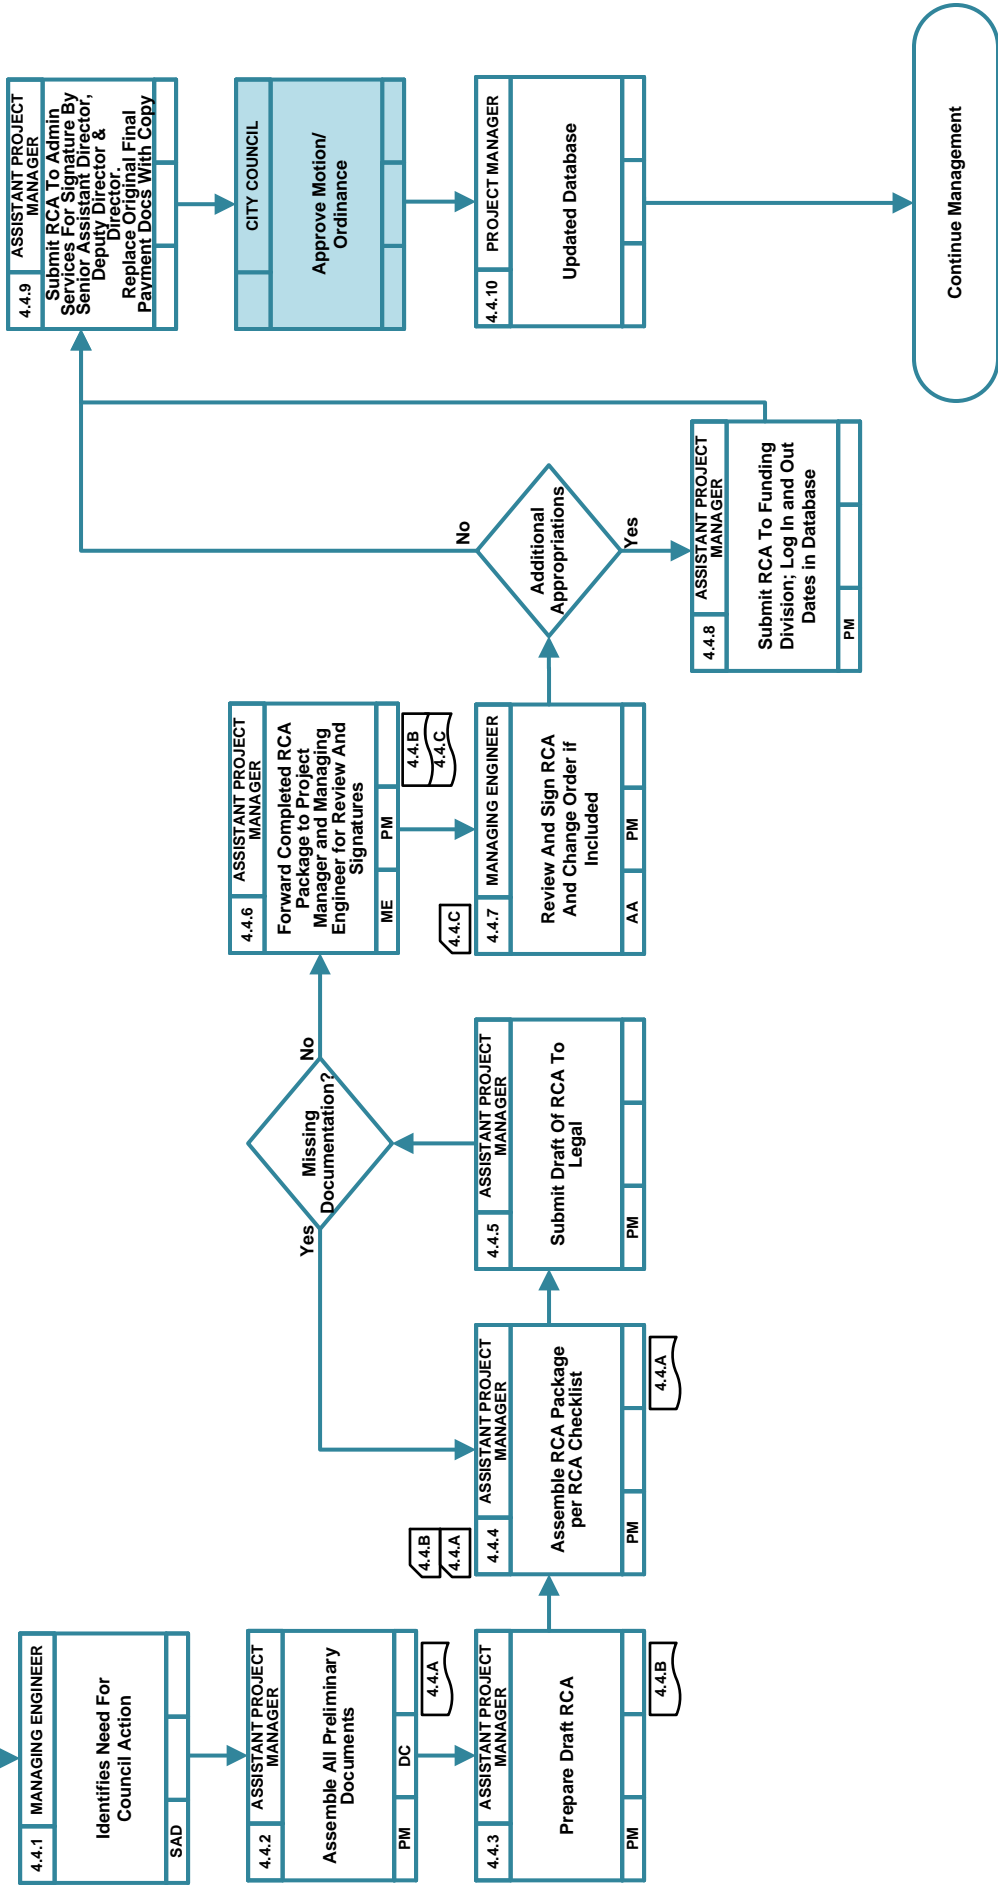 4.4.1
MANAGING ENGINEER
Identifies Need For
Council Action
SAD
4.4.2
ASSISTANT PROJECT
MANAGER
Assemble All Preliminary
Documents
PM
DC
4.4.A
4.4.3
ASSISTANT PROJECT
MANAGER
Prepare Draft RCA
PM
4.4.B
4.4.B
4.4.A
4.4.4
ASSISTANT PROJECT
MANAGER
Assemble RCA Package
per RCA Checklist
PM
4.4.A
4.4.5
ASSISTANT PROJECT
MANAGER
Submit Draft Of RCA To
Legal
PM
Missing
Documentation?
Yes
No
4.4.6
ASSISTANT PROJECT
MANAGER
Forward Completed RCA
Package to Project
Manager and Managing
Engineer for Review And
Signatures
ME
PM
4.4.B
4.4.C
4.4.C
4.4.7
MANAGING ENGINEER
Review And Sign RCA
And Change Order if
Included
AA
PM
Additional
Appropriations
No
Yes
4.4.8
ASSISTANT PROJECT
MANAGER
Submit RCA To Funding
Division; Log In and Out
Dates in Database
PM
4.4.9
ASSISTANT PROJECT
MANAGER
Submit RCA To Admin
Services For Signature By
Senior Assistant Director,
Deputy Director &
Director.
Replace Original Final
Payment Docs With Copy
CITY COUNCIL
Approve Motion/
Ordinance
4.4.10
PROJECT MANAGER
Updated Database
Continue Management